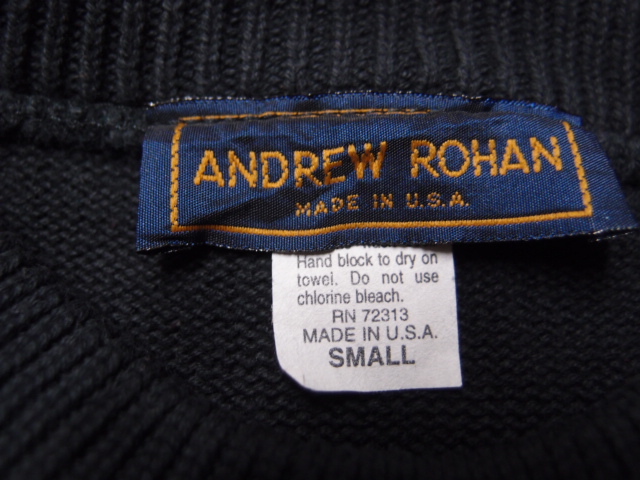 ANDREW ROHAN
MADE IN U.S.A.
Hand block to dry on
towel. Do not use
chlorine bleach.
RN 72313
MADE IN U.S.A.
SMALL